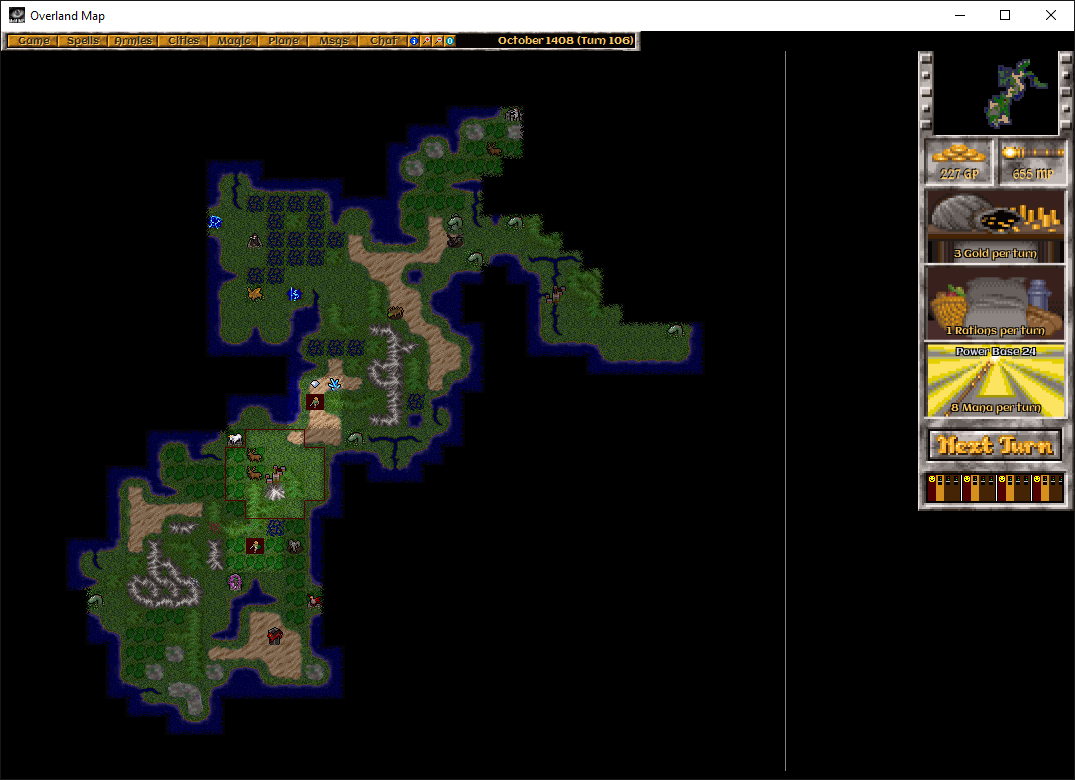 Overland Map
Game Spells Armies Cities Magic Plane Msgs Chat October 1408 (Turn 106)
227 GP 655 MP
3 Gold per turn
1 Rations per turn
Power Base 24
8 Mana per turn
Next Turn